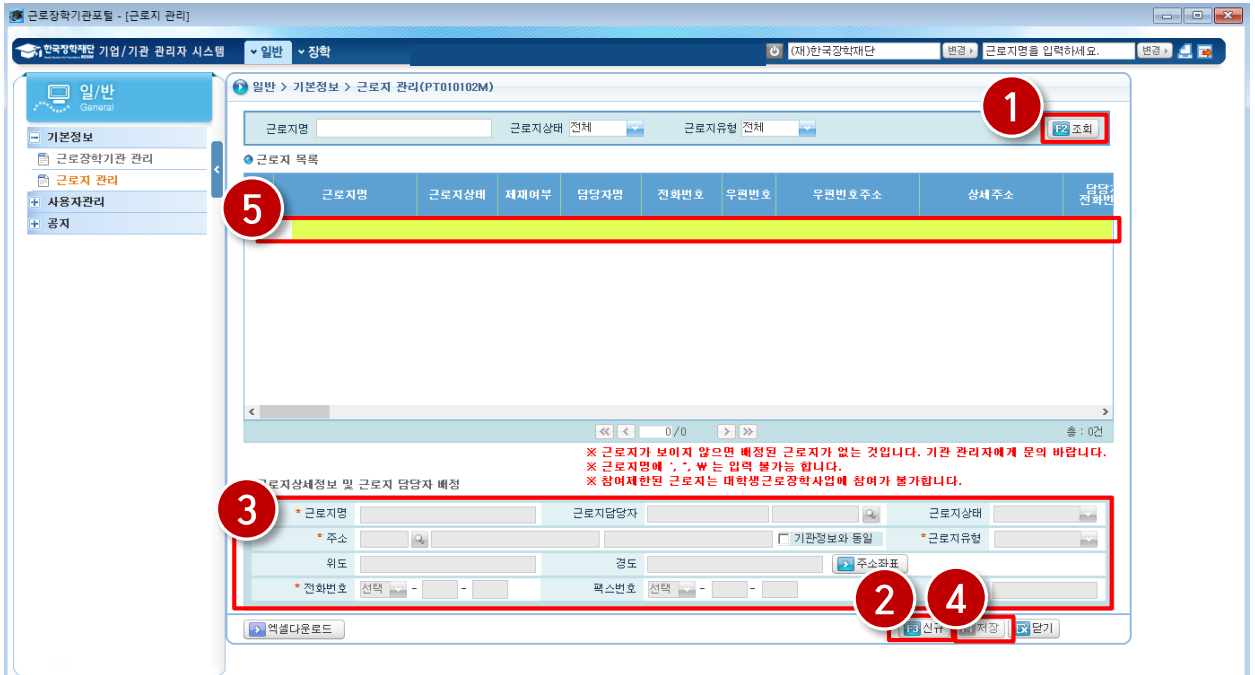 근로장학기관포털 - [근로지 관리]
한국장학재단 기업/기관 관리자 시스템 일반 장학 (재)한국장학재단 변경 근로지명을 입력하세요. 변경
일/반
General
기본정보
근로장학기관 관리
근로지 관리
사용자관리
공지
일반 > 기본정보 > 근로지 관리(PT010102M)
1
근로지명 근로지상태 전체 근로지유형 전체 F2 조회
근로지 목록
근로지명 근로지상태 제재여부 담당자명 전화번호 우편번호 우편번호주소 상세주소
5
0/0 총 : 0건
※ 근로지가 보이지 않으면 배정된 근로지가 없는 것입니다. 기관 관리자에게 문의 바랍니다.
※ 근로지명에 ', ", ₩ 는 입력 불가능 합니다.
※ 참여제한된 근로지는 대학생근로장학사업에 참여가 불가합니다.
근로지상세정보 및 근로지 담당자 배정
3
* 근로지명 근로지담당자 근로지상태
* 주소 기관정보와 동일 * 근로지유형
위도 경도 주소좌표
* 전화번호 선택 - - 팩스번호 선택 - -
2 4
엑셀다운로드 F3 신규 저장 닫기